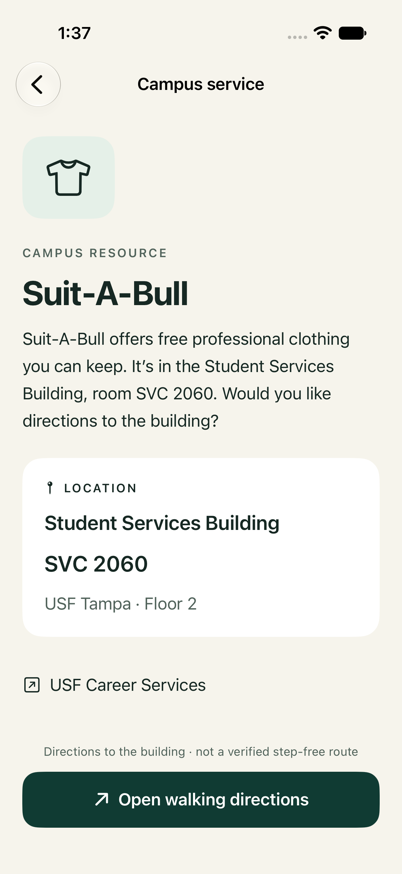 1:37
Campus service
CAMPUS RESOURCE
Suit-A-Bull
Suit-A-Bull offers free professional clothing
you can keep. It’s in the Student Services
Building, room SVC 2060. Would you like
directions to the building?
LOCATION
Student Services Building
SVC 2060
USF Tampa · Floor 2
USF Career Services
Directions to the building · not a verified step-free route
Open walking directions